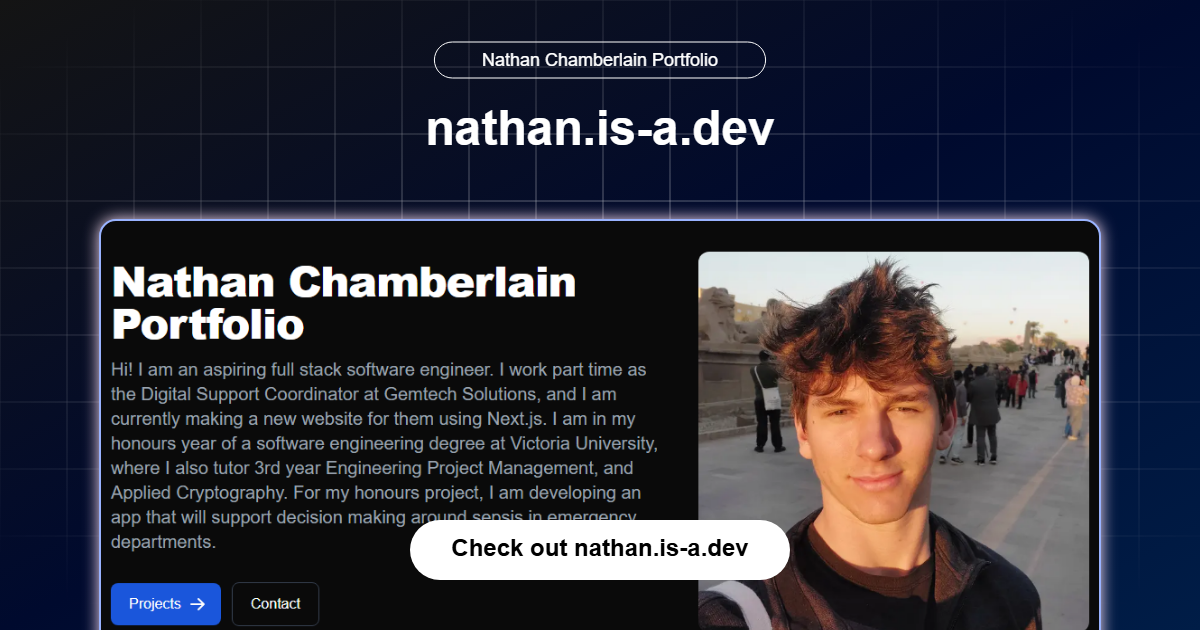 Nathan Chamberlain Portfolio
nathan.is-a.dev
Nathan Chamberlain
Portfolio
Hi! I am an aspiring full stack software engineer. I work part time as
the Digital Support Coordinator at Gemtech Solutions, and I am
currently making a new website for them using Next.js. I am in my
honours year of a software engineering degree at Victoria University,
where I also tutor 3rd year Engineering Project Management, and
Applied Cryptography. For my honours project, I am developing an
app that will support decision making around sepsis in emergency
departments.
Check out nathan.is-a.dev
Projects
Contact